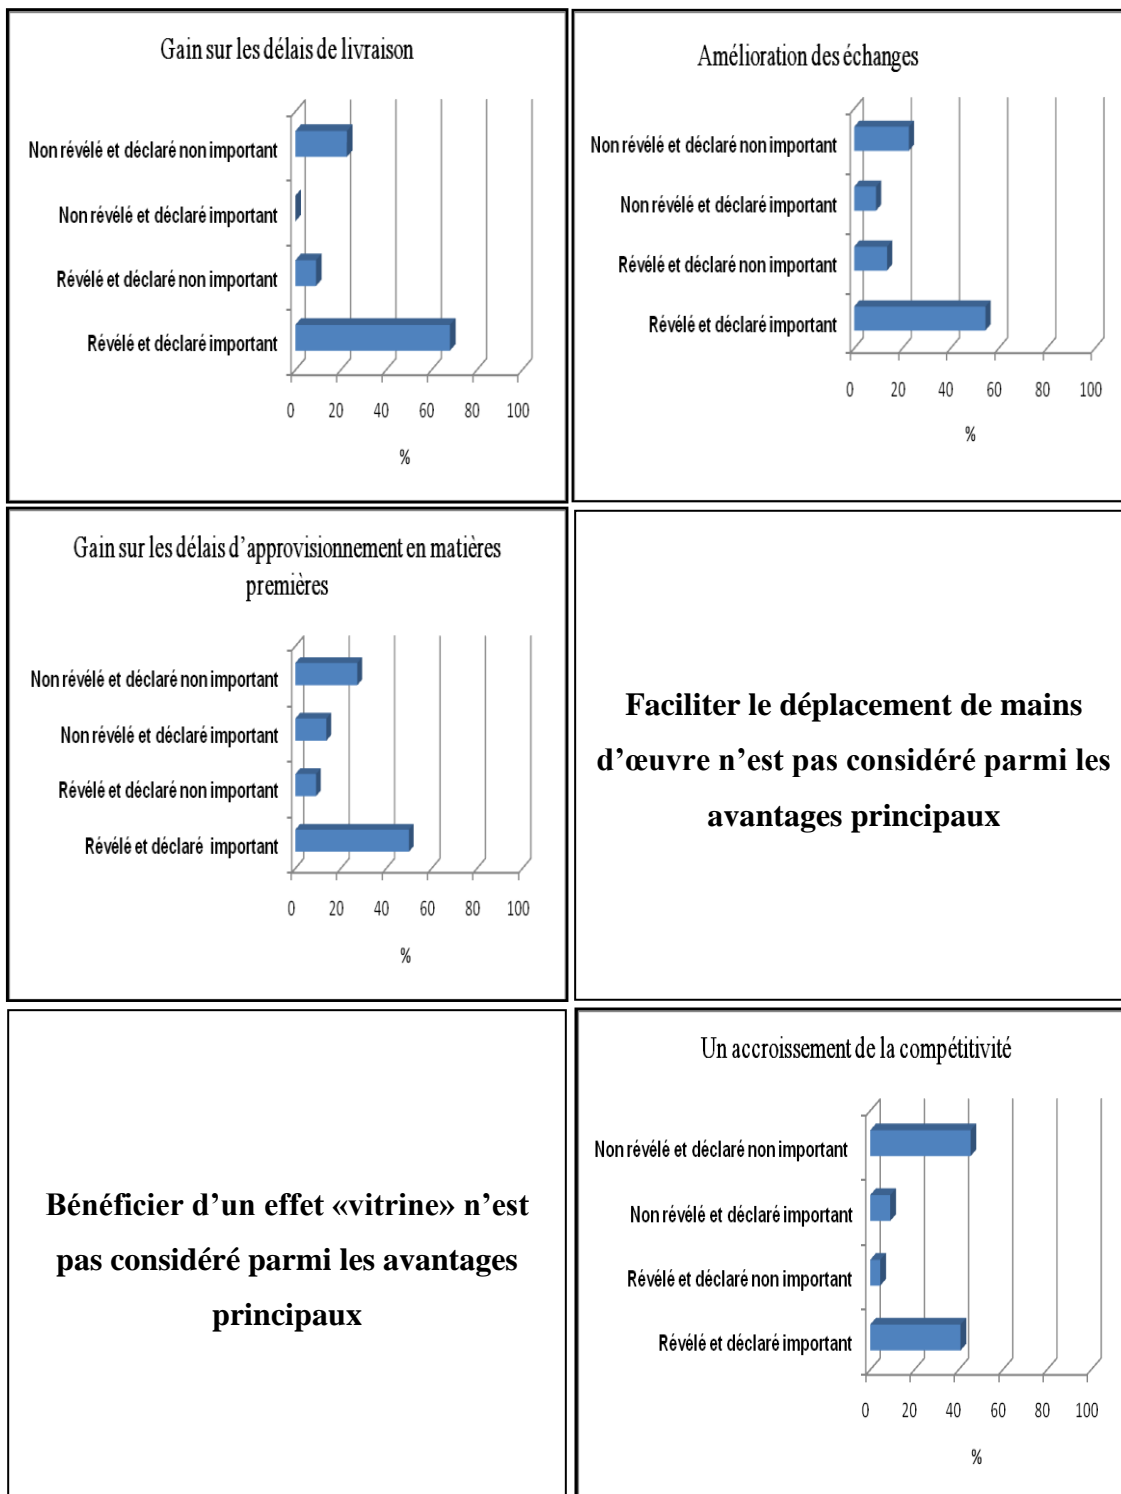 Gain sur les délais de livraison
Non révélé et déclaré non important
Non révélé et déclaré important
Révélé et déclaré non important
Révélé et déclaré important
0 20 40 60 80 100
%
Amélioration des échanges
Non révélé et déclaré non important
Non révélé et déclaré important
Révélé et déclaré non important
Révélé et déclaré important
0 20 40 60 80 100
%
Gain sur les délais d’approvisionnement en matières
premières
Non révélé et déclaré non important
Non révélé et déclaré important
Révélé et déclaré non important
Révélé et déclaré important
0 20 40 60 80 100
%
Faciliter le déplacement de mains
d’œuvre n’est pas considéré parmi les
avantages principaux
Bénéficier d’un effet «vitrine» n’est
pas considéré parmi les avantages
principaux
Un accroissement de la compétitivité
Non révélé et déclaré non important
Non révélé et déclaré important
Révélé et déclaré non important
Révélé et déclaré important
0 20 40 60 80 100
%